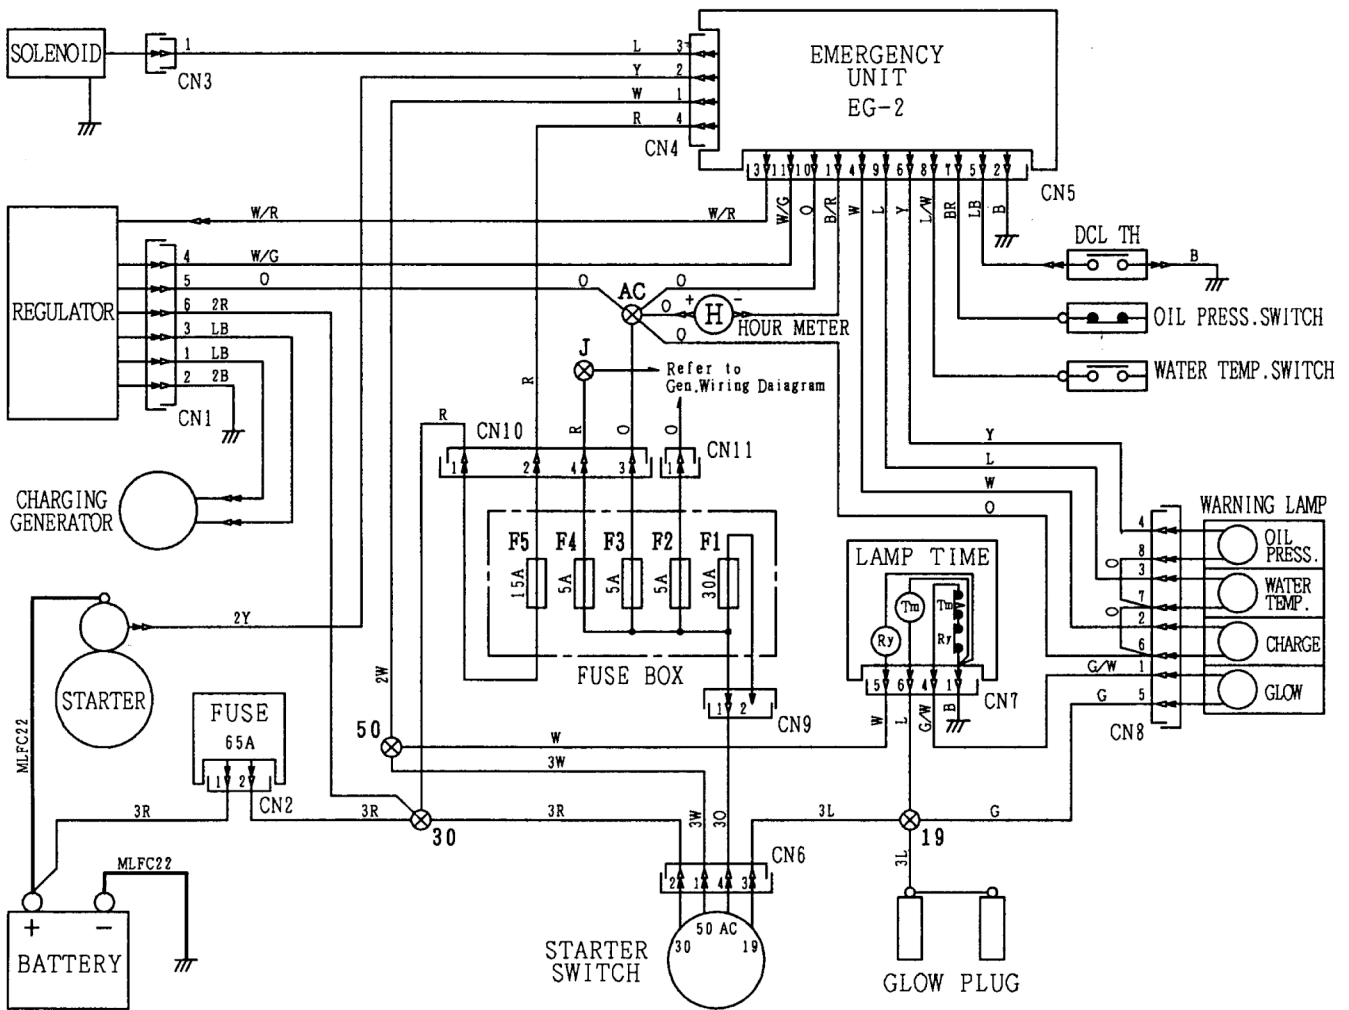 SOLENOID
1
CN3
L 3
Y 2
W 1
R 4
CN4
EMERGENCY
UNIT
EG-2
3 11 10 1 4 9 6 8 7 5 2
CN5
W/R
W/R
W/G
O
B/R
W
L
Y
L/W
BR
LB
B
REGULATOR
4 W/G
5 O
6 2R
3 LB
1 LB
2 2B
CN1
DCL TH
B
OIL PRESS.SWITCH
WATER TEMP.SWITCH
O
AC
O
O
O
+
H
-
HOUR METER
J
Refer to
Gen.Wiring Daiagram
R
R
R
O
O
CN10
1 2 4 3
CN11
1
CHARGING
GENERATOR
F5 F4 F3 F2 F1
15A 5A 5A 5A 30A
FUSE BOX
1 2
CN9
LAMP TIME
Tm
Ry
Tm
Ry
5 6 4 1
CN7
W
L
G/W
B
Y
L
W
O
WARNING LAMP
4
8
3
7
2
6
1
5
O
O
G/W
G
CN8
OIL
PRESS.
WATER
TEMP.
CHARGE
GLOW
2Y
STARTER
MLFC22
FUSE
65A
1 2
CN2
2W
50
W
3W
3R
3R
3R
30
3W
3O
3L
G
19
3L
MLFC22
+ -
BATTERY
CN6
2 1 4 3
30 50 AC 19
STARTER
SWITCH
GLOW PLUG